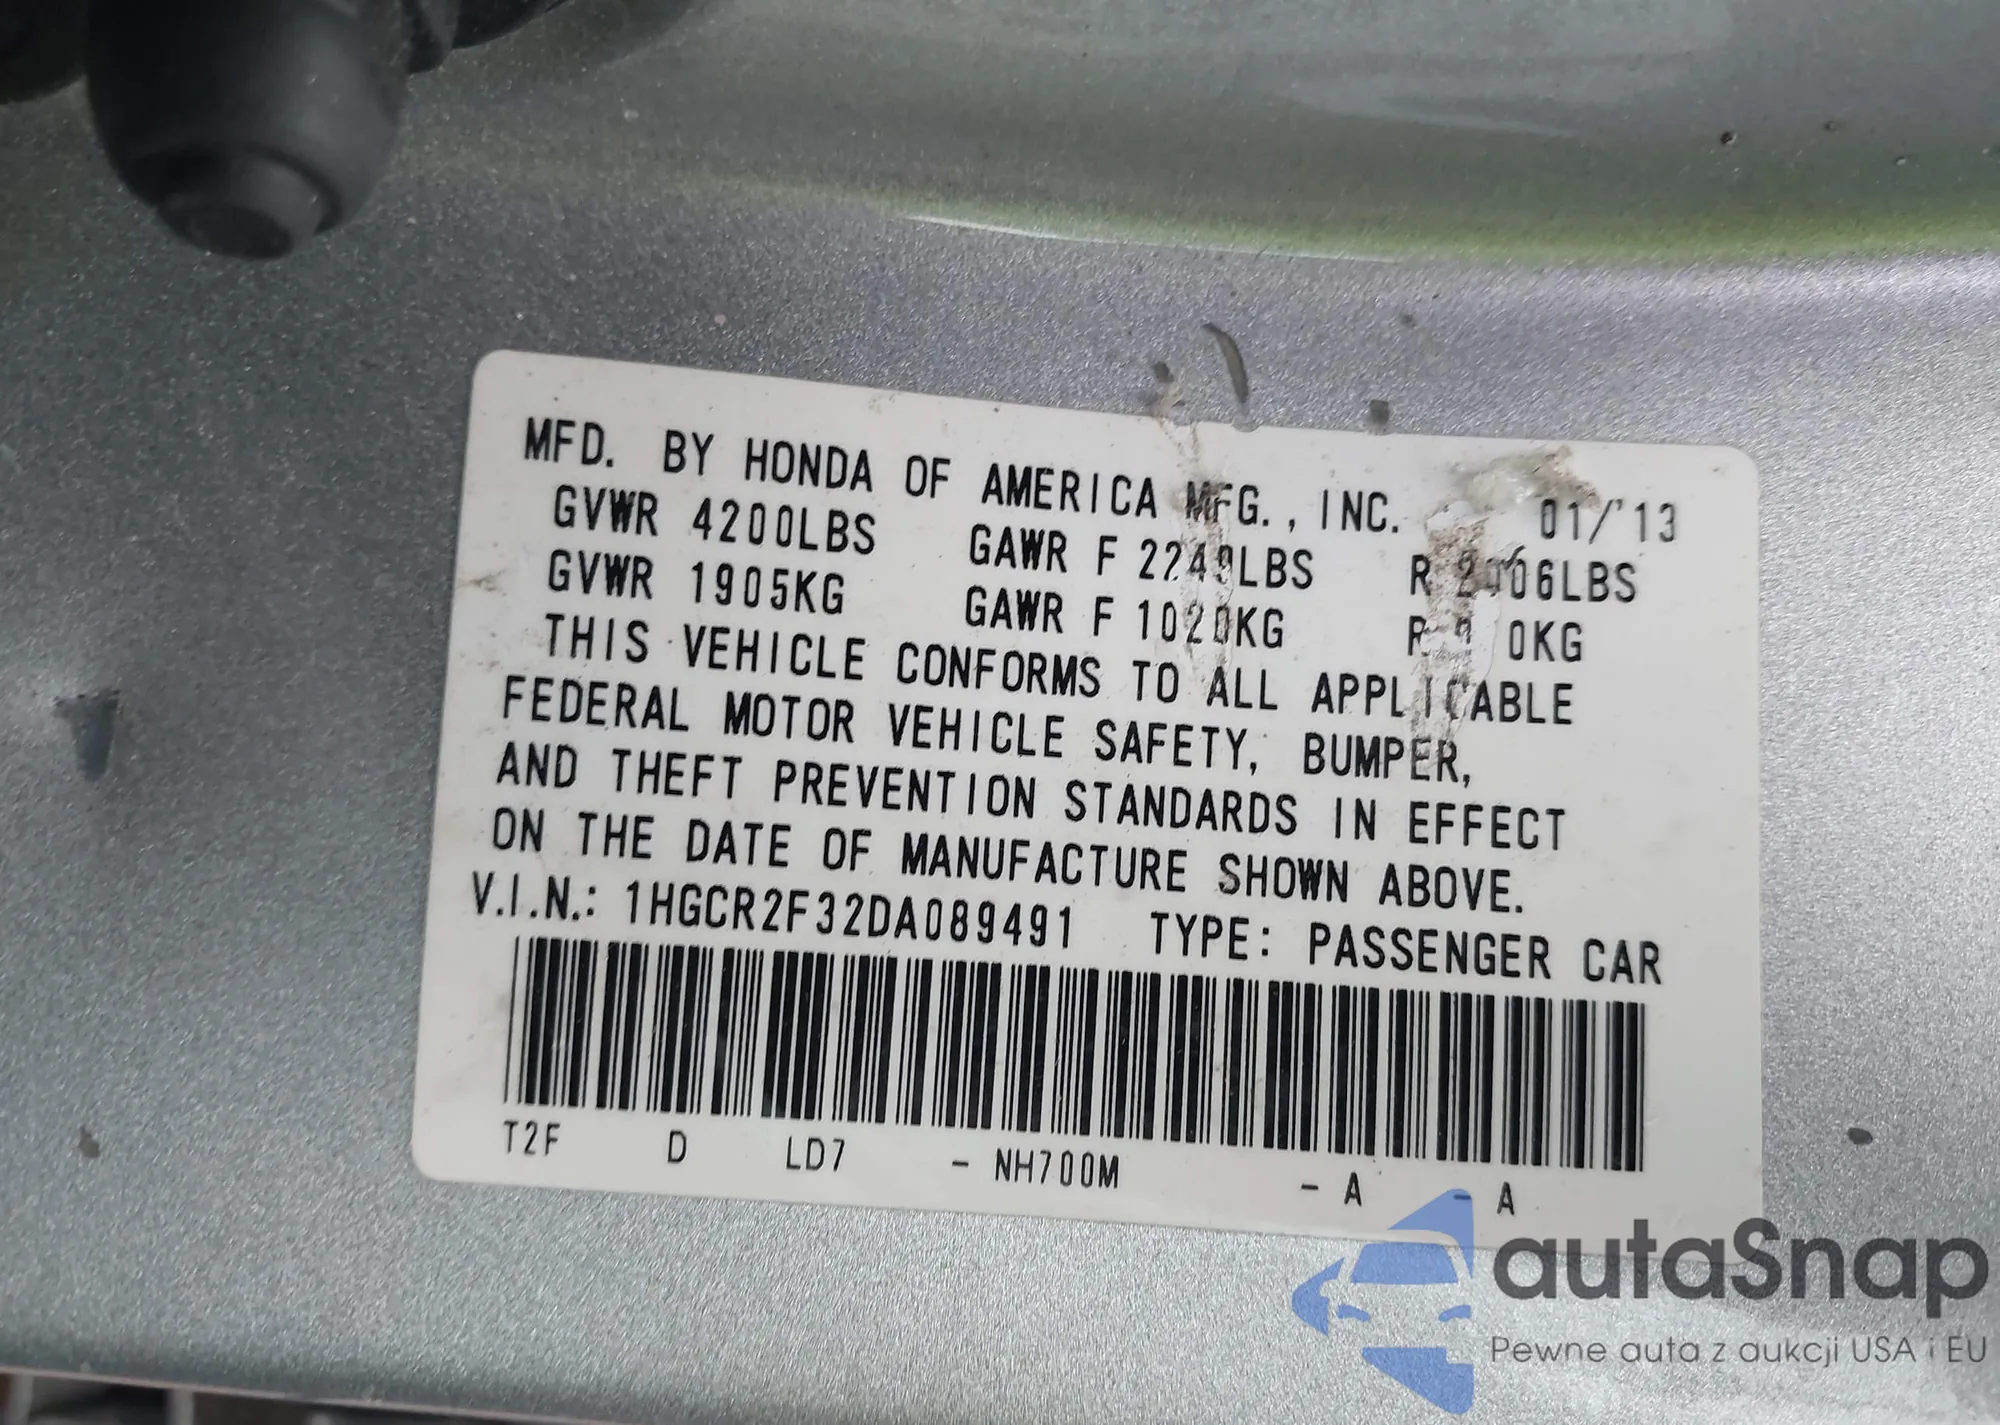 MFD. BY HONDA OF AMERICA MFG., INC. 01/'13
GVWR 4200LBS GAWR F 2249LBS R
GVWR 1905KG GAWR F 1020KG R
THIS VEHICLE CONFORMS TO ALL APPLICABLE
FEDERAL MOTOR VEHICLE SAFETY, BUMPER,
AND THEFT PREVENTION STANDARDS IN EFFECT
ON THE DATE OF MANUFACTURE SHOWN ABOVE.
V.I.N.: 1HGCR2F32DA089491 TYPE: PASSENGER CAR
T2F D LD7 - NH700M - A - A
autaSnap
Pewne auta z aukcji USA i EU